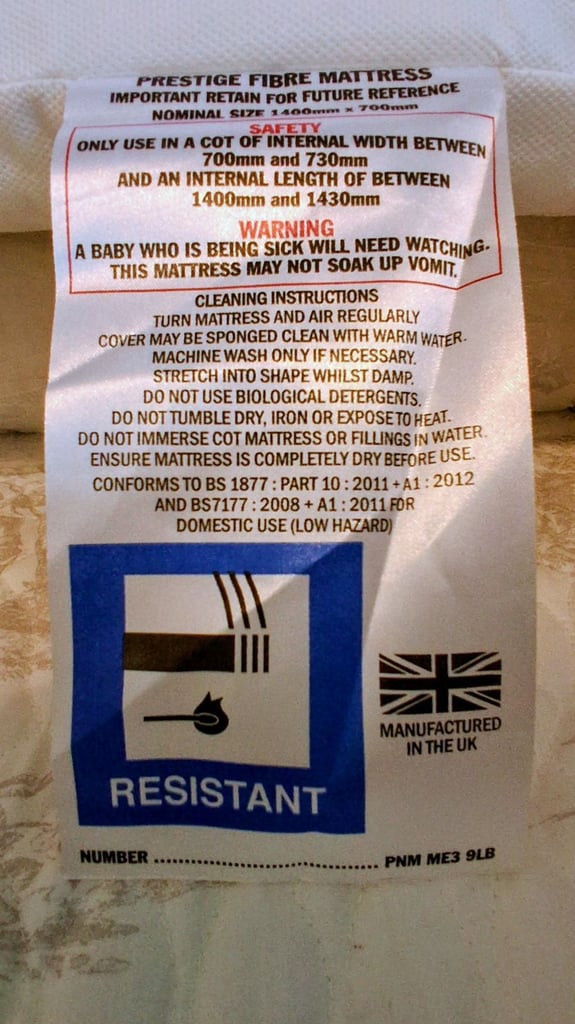 PRESTIGE FIBRE MATTRESS
IMPORTANT RETAIN FOR FUTURE REFERENCE
NOMINAL SIZE 1400mm x 700mm
SAFETY
ONLY USE IN A COT OF INTERNAL WIDTH BETWEEN
700mm and 730mm
AND AN INTERNAL LENGTH OF BETWEEN
1400mm and 1430mm
WARNING
A BABY WHO IS BEING SICK WILL NEED WATCHING.
THIS MATTRESS MAY NOT SOAK UP VOMIT.
CLEANING INSTRUCTIONS
TURN MATTRESS AND AIR REGULARLY
COVER MAY BE SPONGED CLEAN WITH WARM WATER.
MACHINE WASH ONLY IF NECESSARY.
STRETCH INTO SHAPE WHILST DAMP.
DO NOT USE BIOLOGICAL DETERGENTS.
DO NOT TUMBLE DRY, IRON OR EXPOSE TO HEAT.
DO NOT IMMERSE COT MATTRESS OR FILLINGS IN WATER.
ENSURE MATTRESS IS COMPLETELY DRY BEFORE USE.
CONFORMS TO BS 1877 : PART 10 : 2011 + A1 : 2012
AND BS7177 : 2008 + A1 : 2011 FOR
DOMESTIC USE (LOW HAZARD)
RESISTANT
MANUFACTURED
IN THE UK
NUMBER ........................................ PNM ME3 9LB